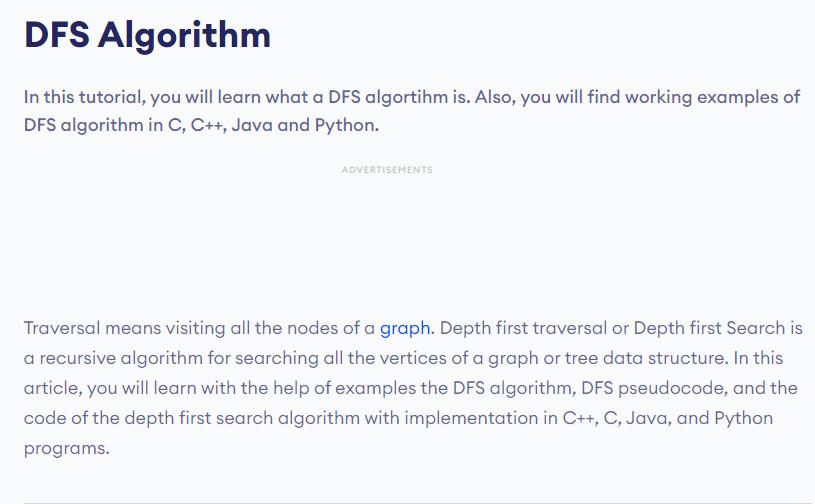 DFS Algorithm
In this tutorial, you will learn what a DFS algortihm is. Also, you will find working examples of
DFS algorithm in C, C++, Java and Python.
ADVERTISEMENTS
Traversal means visiting all the nodes of a graph. Depth first traversal or Depth first Search is
a recursive algorithm for searching all the vertices of a graph or tree data structure. In this
article, you will learn with the help of examples the DFS algorithm, DFS pseudocode, and the
code of the depth first search algorithm with implementation in C++, C, Java, and Python
programs.